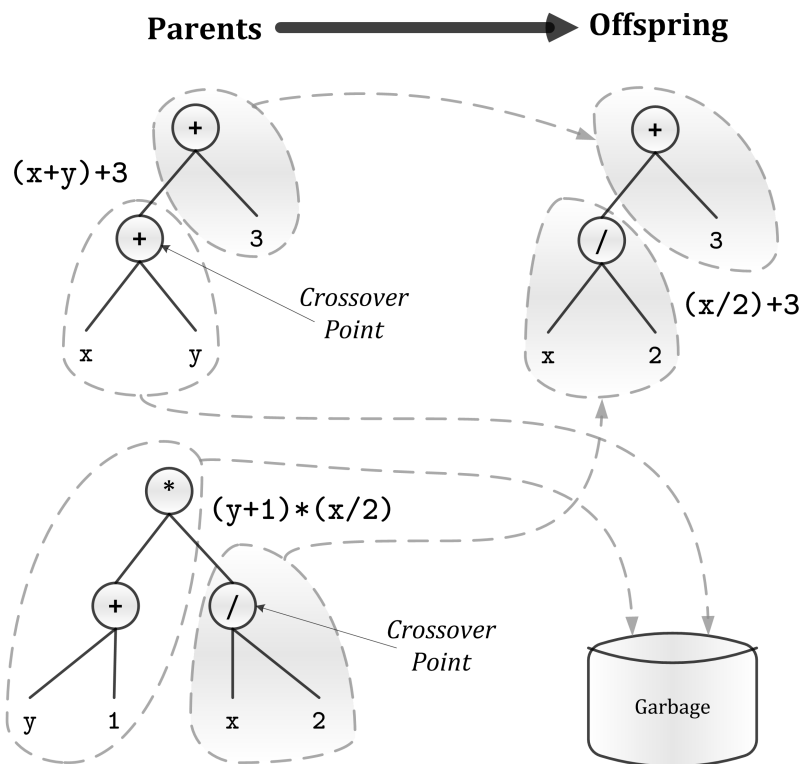 Parents
Offspring
+
+
(x+y)+3
+
3
/
3
Crossover
Point
(x/2)+3
x
y
x
2
*
(y+1)*(x/2)
+
/
Crossover
Point
y
1
x
2
Garbage